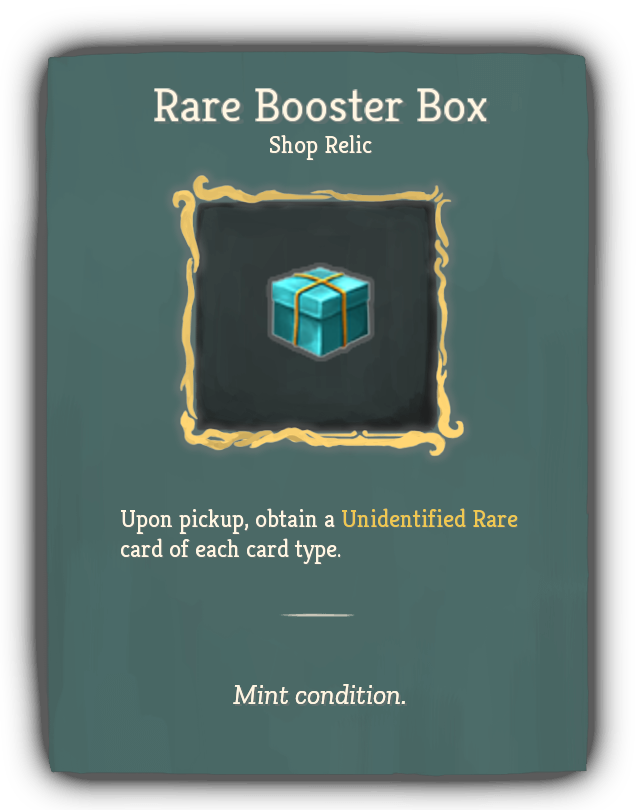 Rare Booster Box
Shop Relic
Upon pickup, obtain a Unidentified Rare
card of each card type.
Mint condition.